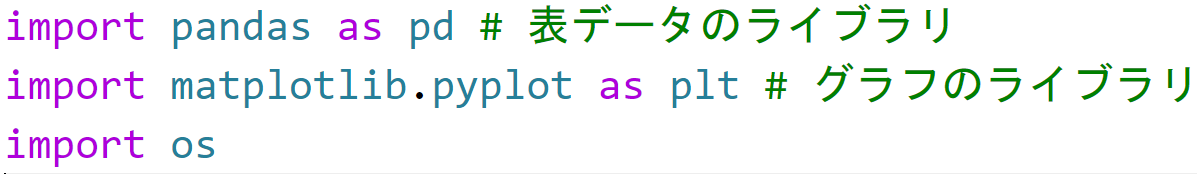 import pandas as pd # 表データのライブラリ
import matplotlib.pyplot as plt # グラフのライブラリ
import os